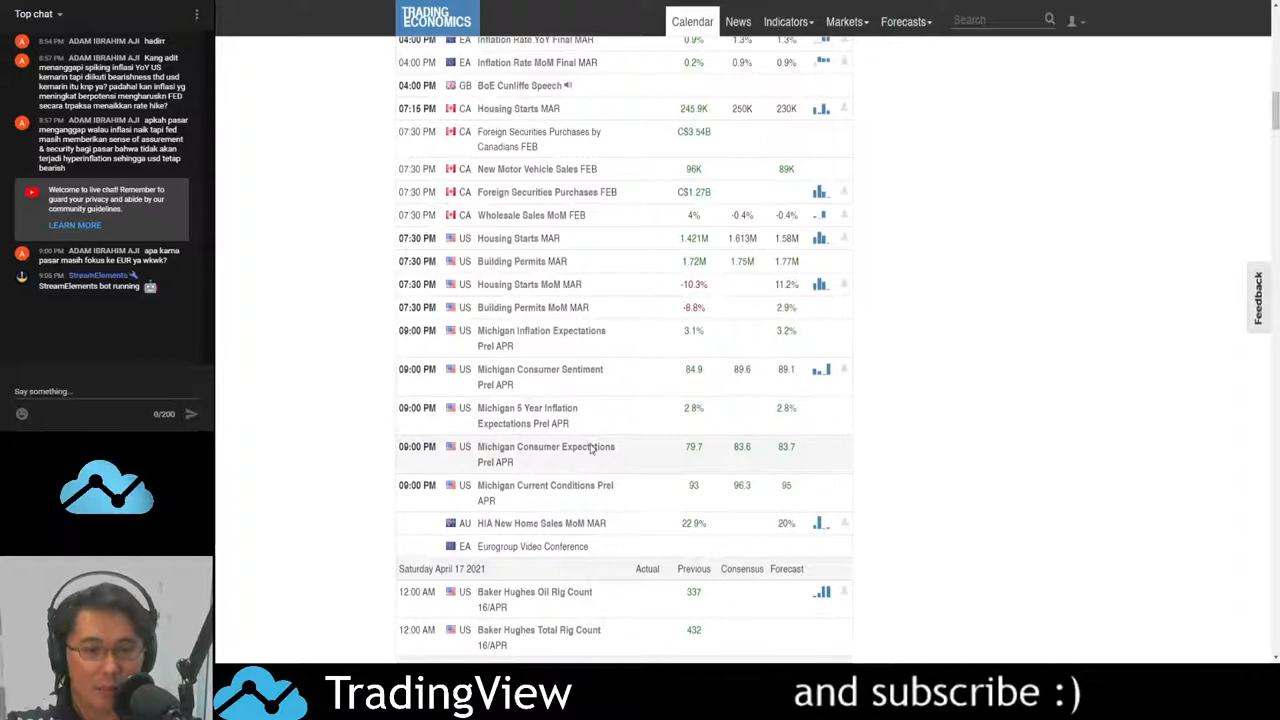 Top chat
8:54 PM ADAM IBRAHIM AJI hadirr
8:57 PM ADAM IBRAHIM AJI Kang adit
menanggapi spiking inflasi YoY US
kemarin tapi diikuti bearishness thd usd
kemarin itu knp ya? padahal kan inflasi yg
meningkat berpotensi mengharuskn FED
secara trpaksa menaikkan rate hike?
8:57 PM ADAM IBRAHIM AJI apkah pasar
menganggap walau inflasi naik tapi fed
masih memberikan sense of assurement
& security bagi pasar bahwa tidak akan
terjadi hyperinflation sehingga usd tetap
bearish
Welcome to live chat! Remember to
guard your privacy and abide by our
community guidelines.
LEARN MORE
9:00 PM ADAM IBRAHIM AJI apa karna
pasar masih fokus ke EUR ya wkwk?
9:05 PM StreamElements
StreamElements bot running
Say something...
0/200
TRADING
ECONOMICS
Calendar News Indicators Markets Forecasts Search
04:00 PM EA Inflation Rate YoY Final MAR 0.9% 1.3% 1.3%
04:00 PM EA Inflation Rate MoM Final MAR 0.2% 0.9% 0.9%
04:00 PM GB BoE Cunliffe Speech
07:15 PM CA Housing Starts MAR 245.9K 250K 230K
07:30 PM CA Foreign Securities Purchases by C$3.54B
Canadians FEB
07:30 PM CA New Motor Vehicle Sales FEB 96K 89K
07:30 PM CA Foreign Securities Purchases FEB C$1.27B
07:30 PM CA Wholesale Sales MoM FEB 4% -0.4% -0.4%
07:30 PM US Housing Starts MAR 1.421M 1.613M 1.58M
07:30 PM US Building Permits MAR 1.72M 1.75M 1.77M
07:30 PM US Housing Starts MoM MAR -10.3% 11.2%
07:30 PM US Building Permits MoM MAR -8.8% 2.9%
09:00 PM US Michigan Inflation Expectations 3.1% 3.2%
Prel APR
09:00 PM US Michigan Consumer Sentiment 84.9 89.6 89.1
Prel APR
09:00 PM US Michigan 5 Year Inflation 2.8% 2.8%
Expectations Prel APR
09:00 PM US Michigan Consumer Expectations 79.7 83.6 83.7
Prel APR
09:00 PM US Michigan Current Conditions Prel 93 96.3 95
APR
AU HIA New Home Sales MoM MAR 22.9% 20%
EA Eurogroup Video Conference
Saturday April 17 2021 Actual Previous Consensus Forecast
12:00 AM US Baker Hughes Oil Rig Count 337
16/APR
12:00 AM US Baker Hughes Total Rig Count 432
16/APR
Feedback
TradingView
and subscribe :)